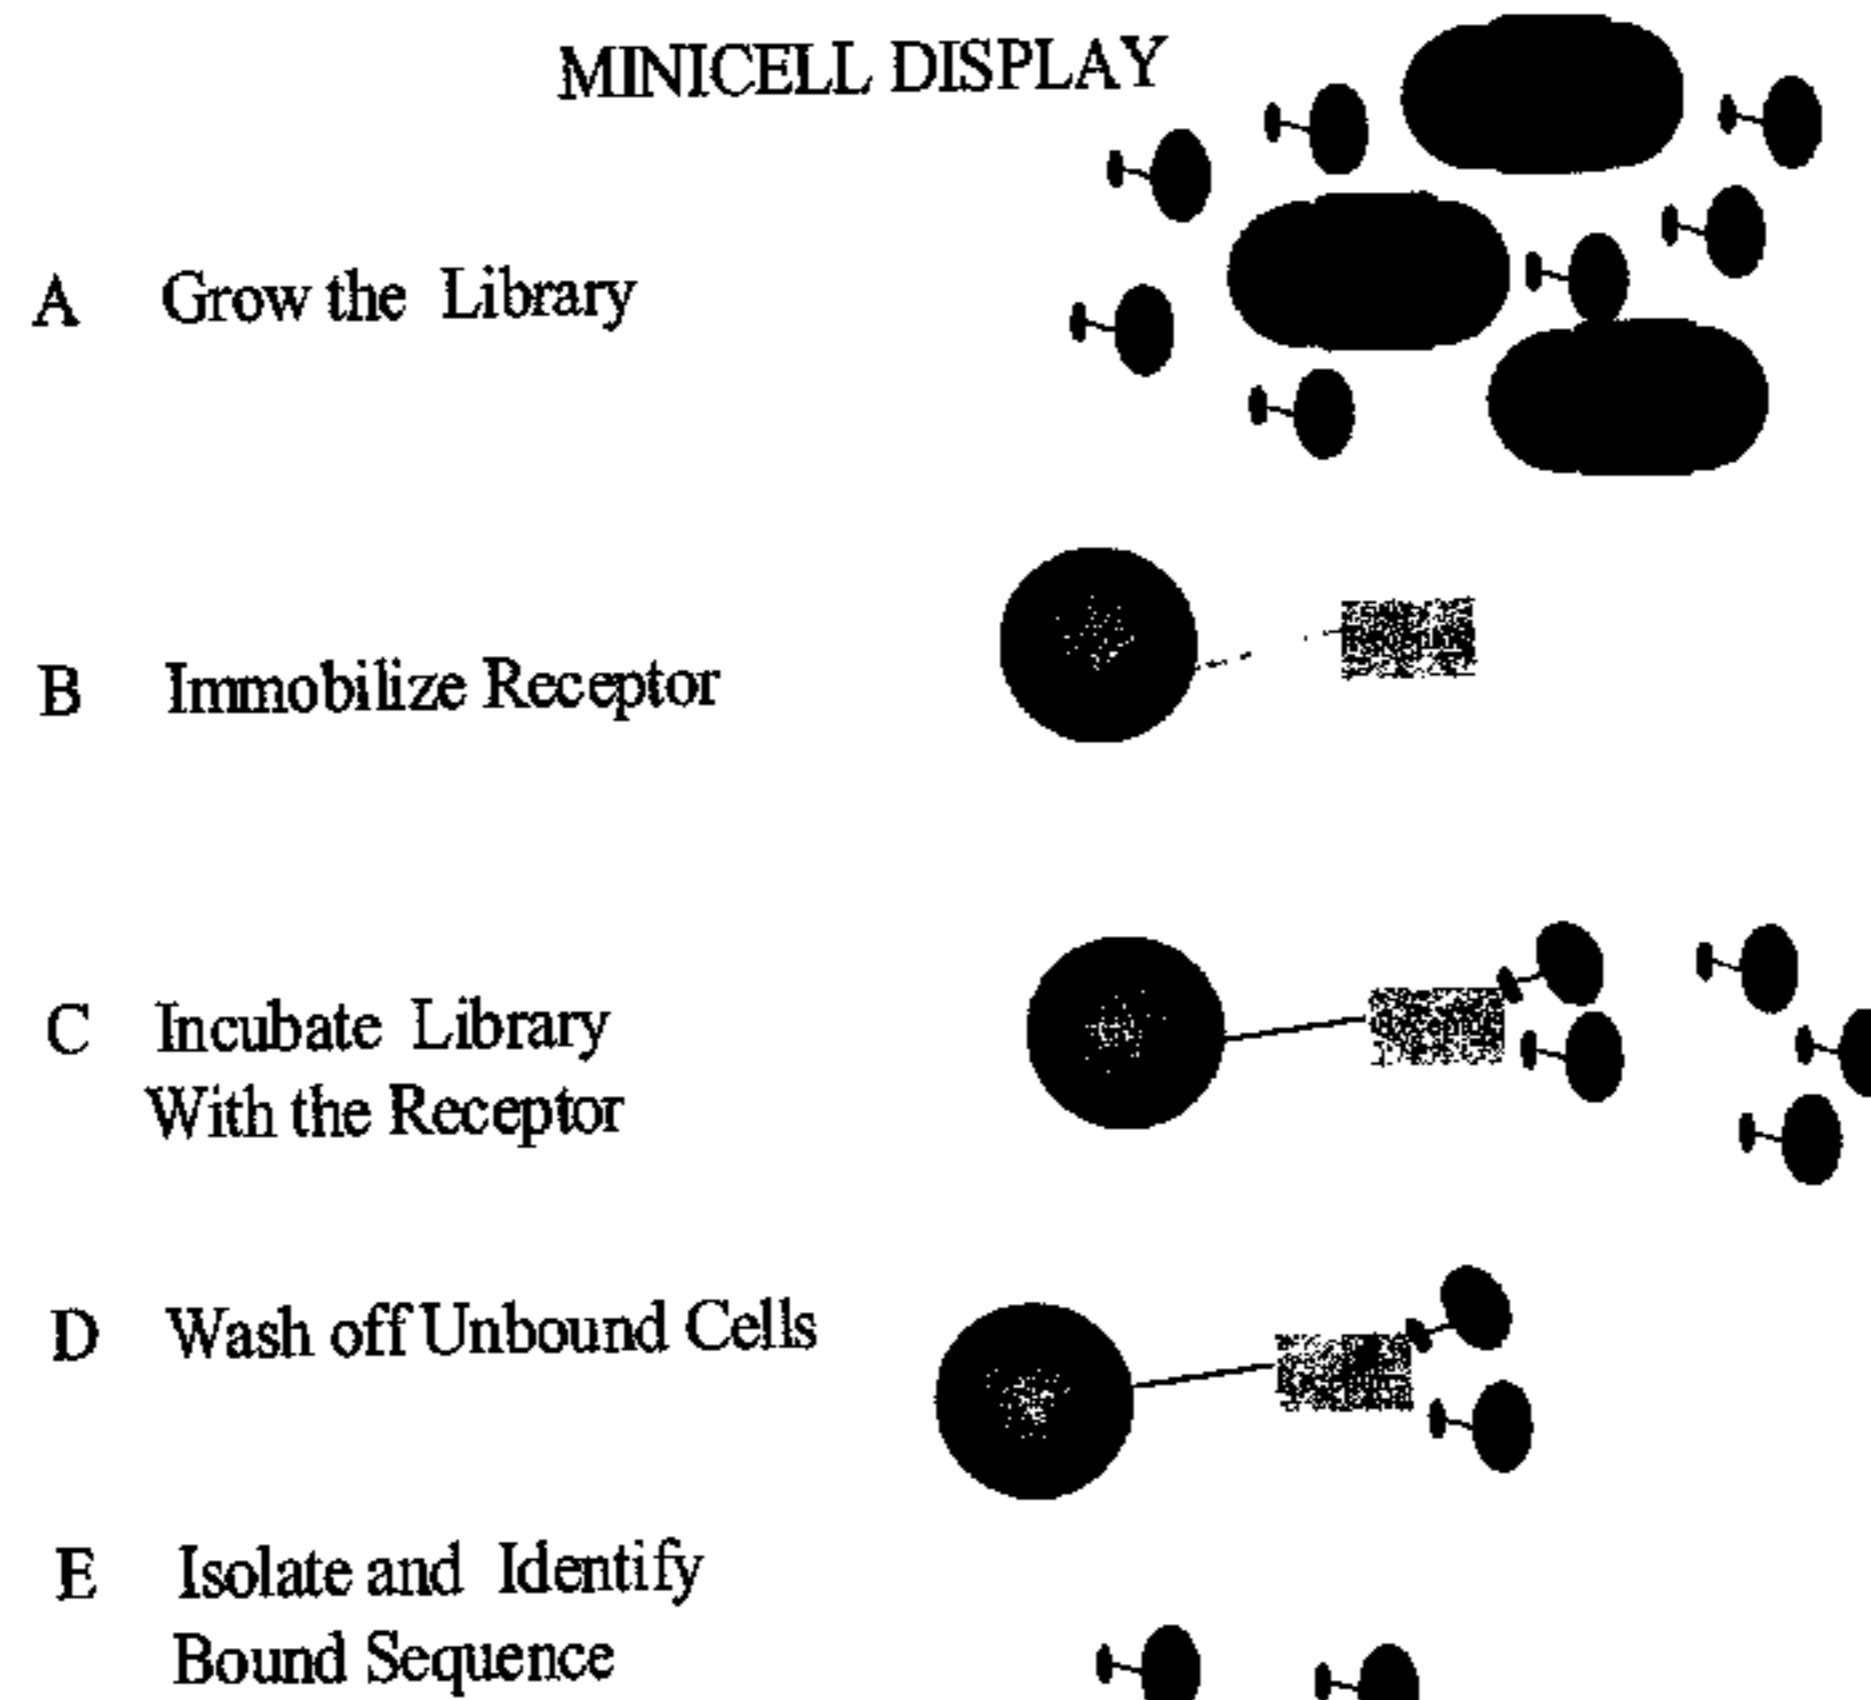 MINICELL DISPLAY
A Grow the Library
B Immobilize Receptor
C Incubate Library
With the Receptor
D Wash off Unbound Cells
E Isolate and Identify
Bound Sequence